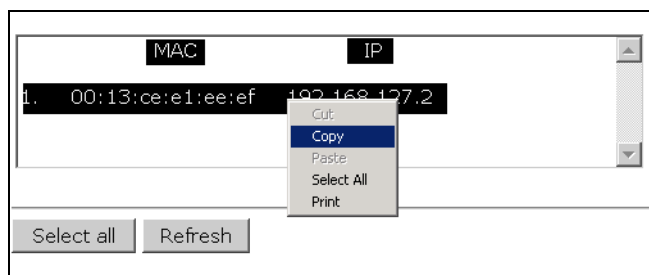 MAC IP
1. 00:13:ce:e1:ee:ef 192.168.127.2
Cut
Copy
Paste
Select All
Print
Select all Refresh